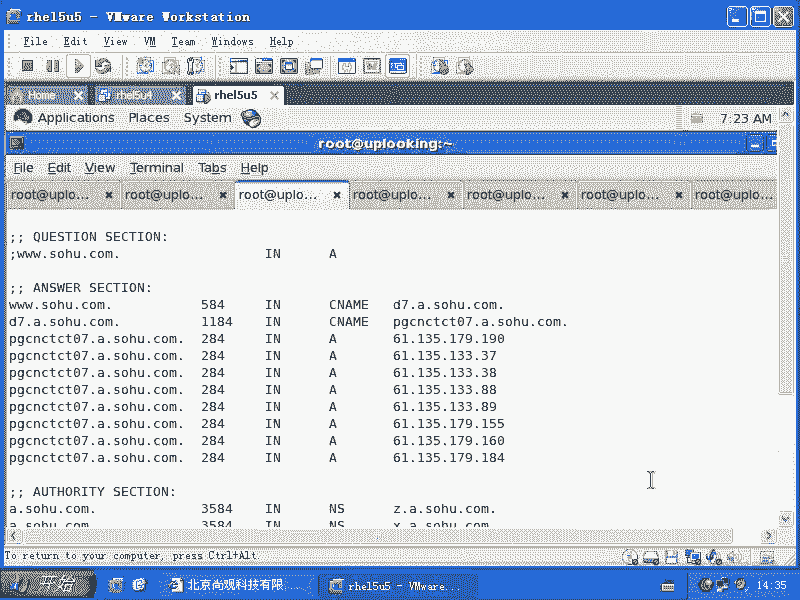 rhel5u5 - VMware Workstation
File Edit View VM Team Windows Help
Home rhel5u4 rhel5u5
Applications Places System 7:23 AM
root@uplooking:~
File Edit View Terminal Tabs Help
root@uplo... root@uplo... root@uplo... root@uplo... root@uplo... root@uplo... root@uplo...
;; QUESTION SECTION:
;www.sohu.com. IN A
;; ANSWER SECTION:
www.sohu.com. 584 IN CNAME d7.a.sohu.com.
d7.a.sohu.com. 1184 IN CNAME pgcnctct07.a.sohu.com.
pgcnctct07.a.sohu.com. 284 IN A 61.135.179.190
pgcnctct07.a.sohu.com. 284 IN A 61.135.133.37
pgcnctct07.a.sohu.com. 284 IN A 61.135.133.38
pgcnctct07.a.sohu.com. 284 IN A 61.135.133.88
pgcnctct07.a.sohu.com. 284 IN A 61.135.133.89
pgcnctct07.a.sohu.com. 284 IN A 61.135.179.155
pgcnctct07.a.sohu.com. 284 IN A 61.135.179.160
pgcnctct07.a.sohu.com. 284 IN A 61.135.179.184
;; AUTHORITY SECTION:
a.sohu.com. 3584 IN NS z.a.sohu.com.
a.sohu.com. 3584 IN NS x.a.sohu.com.
To return to your computer, press Ctrl+Alt.
开始 北京尚观科技有限... rhel5u5 - VMware... 14:35